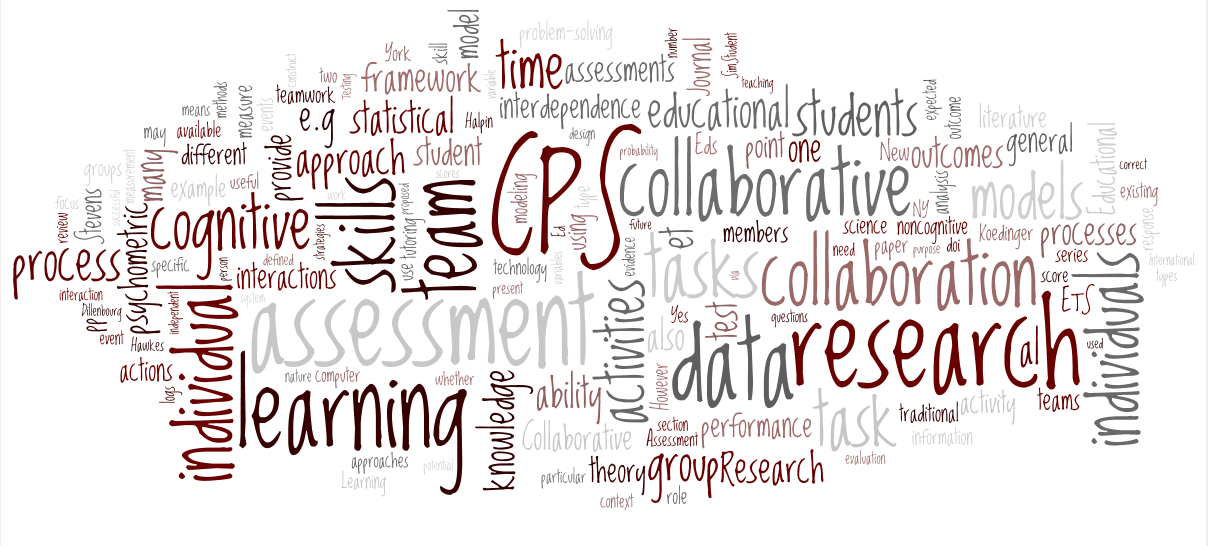 problem-solving
model
skill
York
number
Journal
SimStudent
teaching
construct
two
Testing
framework
variable
time
assessments
methods
means
measure
events
teamwork
e.g
statistical
Halpin
interdependence
educational
students
expected
outcome
literature
may
available
different
many
provide
approach
student
scores
design
CPS
probability
Eds
point
one
New
outcomes
general
Educational
correct
existing
groups
measurement
successful
focus
review
Stevens
example
useful
cognitive
work
skills
strategies
proposed
use tutoring
team
modeling
Ed
using
type
collaborative
NY
analysis
models
response
process
psychometric
specific
person
defined
interactions
technology
present
variables
evidence
future
et
tasks
members
via
science
noncognitive
need
paper
purpose
doi
Koedinger
processes
series
score
ETS
International
types
interaction
Dillenbourg
pp
event
Hawkes
independent
system
individual
assessment
activities
also
Yes
test
questions
collaboration
individuals
used
actions
logs
learning
nature
Computer
whether
knowledge
ability
However
data
research
al
teams
approaches
Learning
potential
Collaborative
section
Assessment
performance
task
traditional
activity
information
particular
theory
group
Research
evaluation
context
role